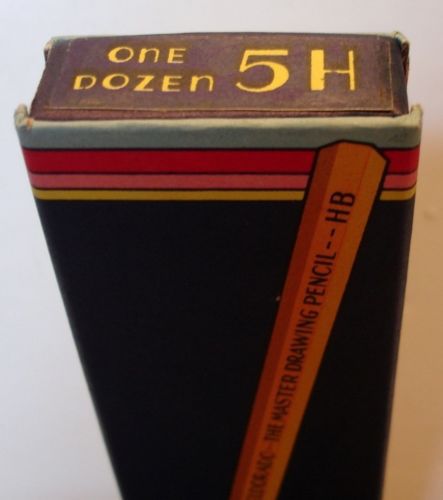 ONE
DOZEN 5H
THE MASTER DRAWING PENCIL--HB